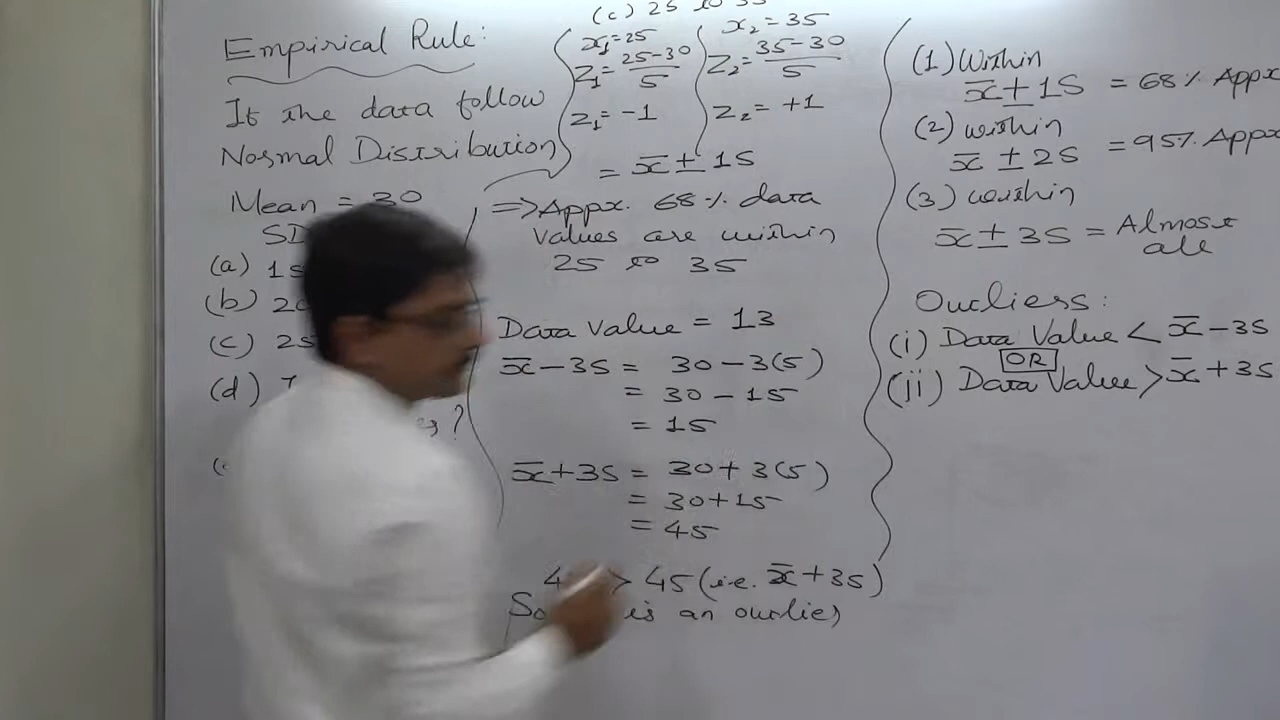 Empirical Rule:
If the data follow
Normal Distribution
Mean = 30
SD
(a) 15
(b) 20
(c) 25
(d)
?
(c) 25 to 35
x₁=25
Z₁= 25-30 / 5
Z₁= -1
x₂=35
Z₂= 35-30 / 5
Z₂= +1
= x̄ ± 1S
=> Appx. 68% data
values are within
25 to 35
Data Value = 13
x̄-3S = 30-3(5)
= 30-15
= 15
x̄+3S = 30+3(5)
= 30+15
= 45
> 45 (i.e. x̄+3S)
So is an outlier
(1) Within
x̄ ± 1S = 68% Appx
(2) within
x̄ ± 2S = 95% Appx
(3) within
x̄ ± 3S = Almost
all
Outliers:
(i) Data Value < x̄-3S
OR
(ii) Data Value > x̄+3S